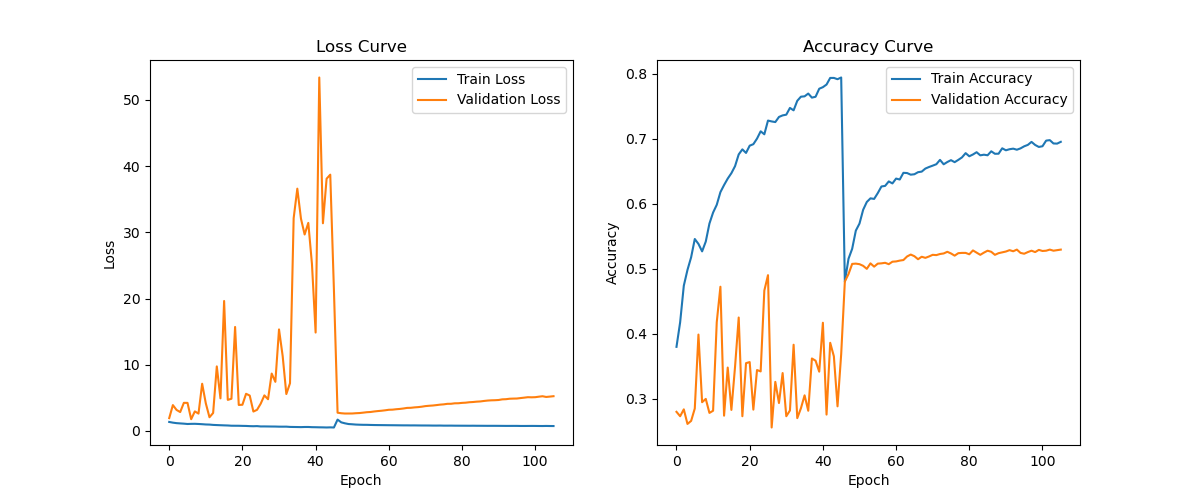 Loss Curve
Train Loss
Validation Loss
50
40
30
20
10
0
Loss
0
20
40
60
80
100
Epoch
Accuracy Curve
Train Accuracy
Validation Accuracy
0.8
0.7
0.6
0.5
0.4
0.3
Accuracy
0
20
40
60
80
100
Epoch